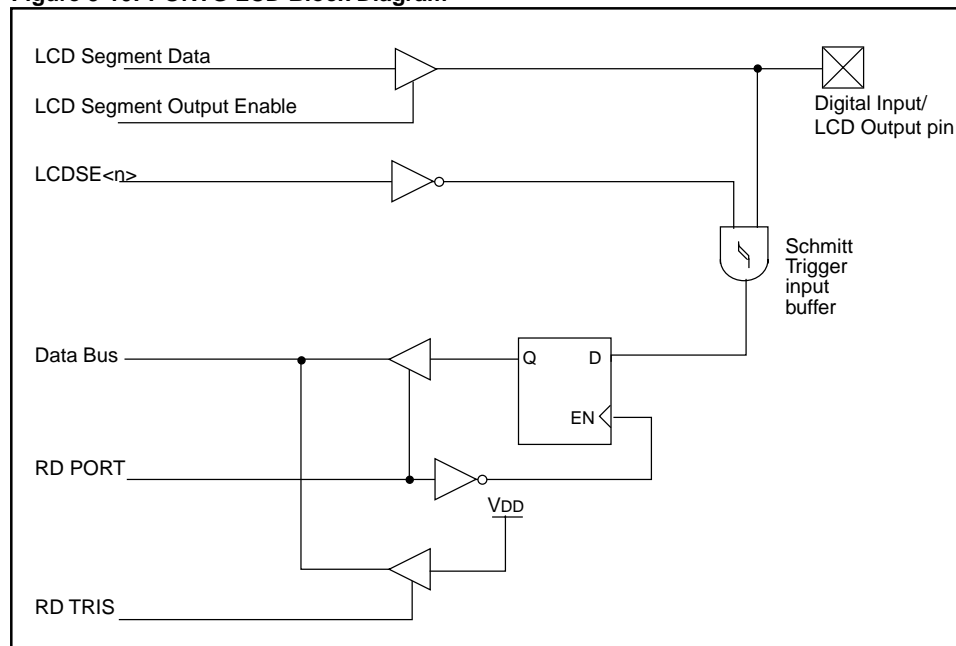 LCD Segment Data
LCD Segment Output Enable
Digital Input/
LCD Output pin
LCDSE<n>
Schmitt
Trigger
input
buffer
Data Bus
Q
D
EN
RD PORT
VDD
RD TRIS